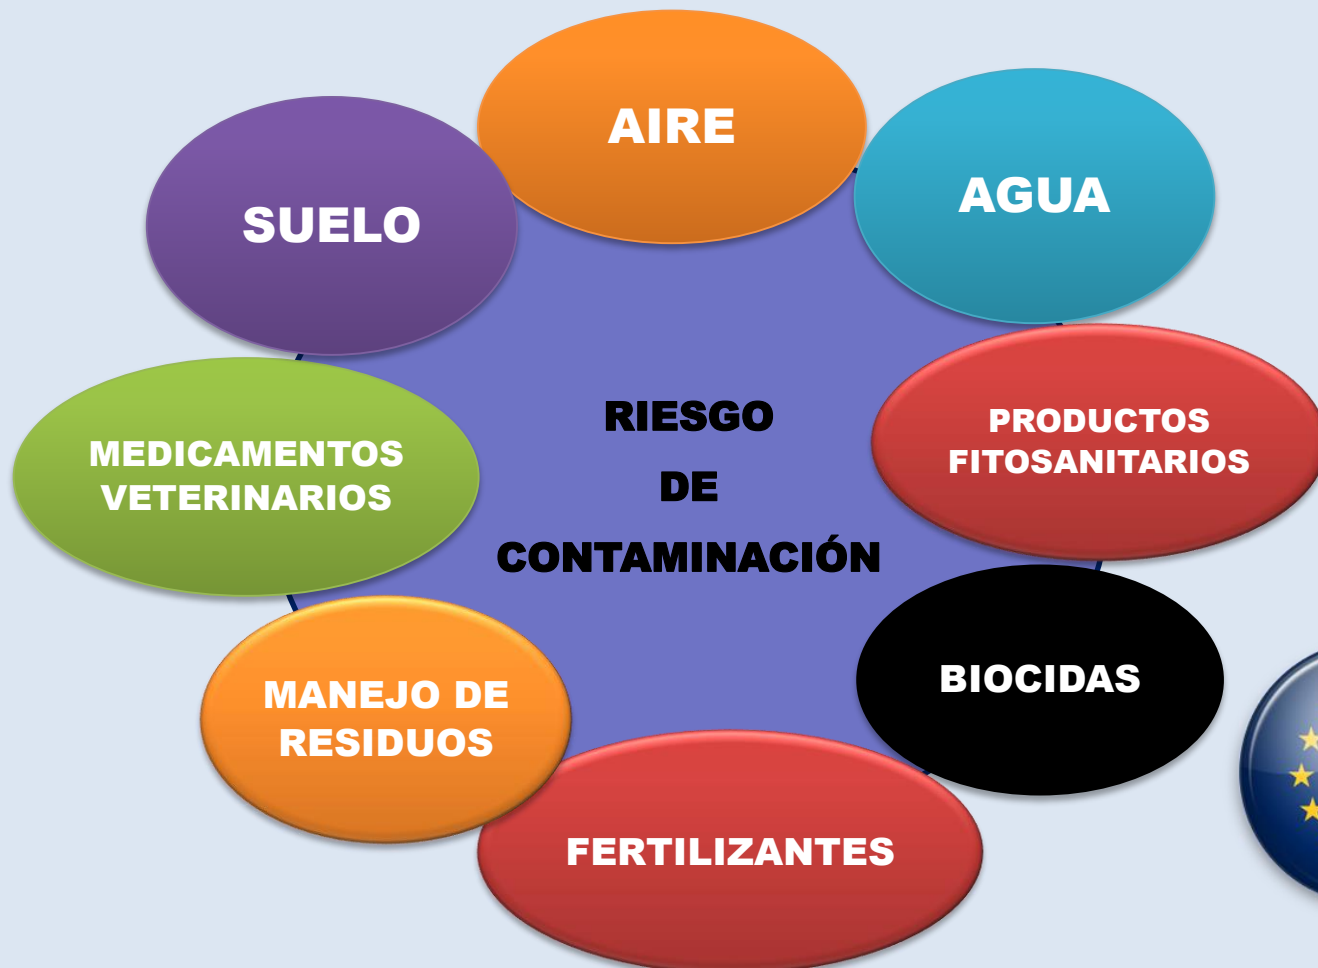 AIRE
AGUA
SUELO
RIESGO
DE
CONTAMINACIÓN
PRODUCTOS
FITOSANITARIOS
MEDICAMENTOS
VETERINARIOS
BIOCIDAS
MANEJO DE
RESIDUOS
FERTILIZANTES